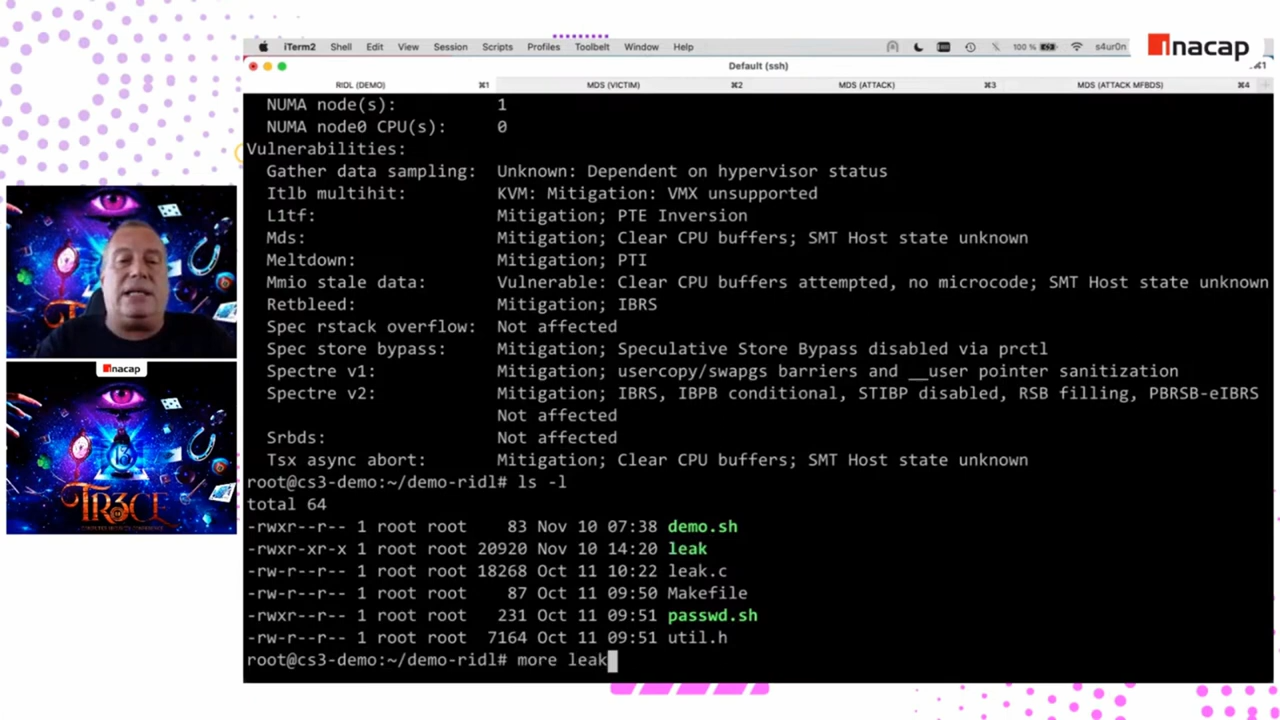 iTerm2 Shell Edit View Session Scripts Profiles Toolbelt Window Help 100 % s4ur0n
inacap
Default (ssh) ⌘1
RIDL (DEMO) ⌘1 MDS (VICTIM) ⌘2 MDS (ATTACK) ⌘3 MDS (ATTACK MFBDS) ⌘4
NUMA node(s): 1
NUMA node0 CPU(s): 0
Vulnerabilities:
Gather data sampling: Unknown: Dependent on hypervisor status
Itlb multihit: KVM: Mitigation: VMX unsupported
L1tf: Mitigation; PTE Inversion
Mds: Mitigation; Clear CPU buffers; SMT Host state unknown
Meltdown: Mitigation; PTI
Mmio stale data: Vulnerable: Clear CPU buffers attempted, no microcode; SMT Host state unknown
Retbleed: Mitigation; IBRS
Spec rstack overflow: Not affected
Spec store bypass: Mitigation; Speculative Store Bypass disabled via prctl
Spectre v1: Mitigation; usercopy/swapgs barriers and __user pointer sanitization
Spectre v2: Mitigation; IBRS, IBPB conditional, STIBP disabled, RSB filling, PBRSB-eIBRS
Not affected
Srbds: Not affected
Tsx async abort: Mitigation; Clear CPU buffers; SMT Host state unknown
root@cs3-demo:~/demo-ridl# ls -l
total 64
-rwxr--r-- 1 root root 83 Nov 10 07:38 demo.sh
-rwxr-xr-x 1 root root 20920 Nov 10 14:20 leak
-rw-r--r-- 1 root root 18268 Oct 11 10:22 leak.c
-rw-r--r-- 1 root root 87 Oct 11 09:50 Makefile
-rwxr--r-- 1 root root 231 Oct 11 09:51 passwd.sh
-rw-r--r-- 1 root root 7164 Oct 11 09:51 util.h
root@cs3-demo:~/demo-ridl# more leak
inacap
13
TR3CE